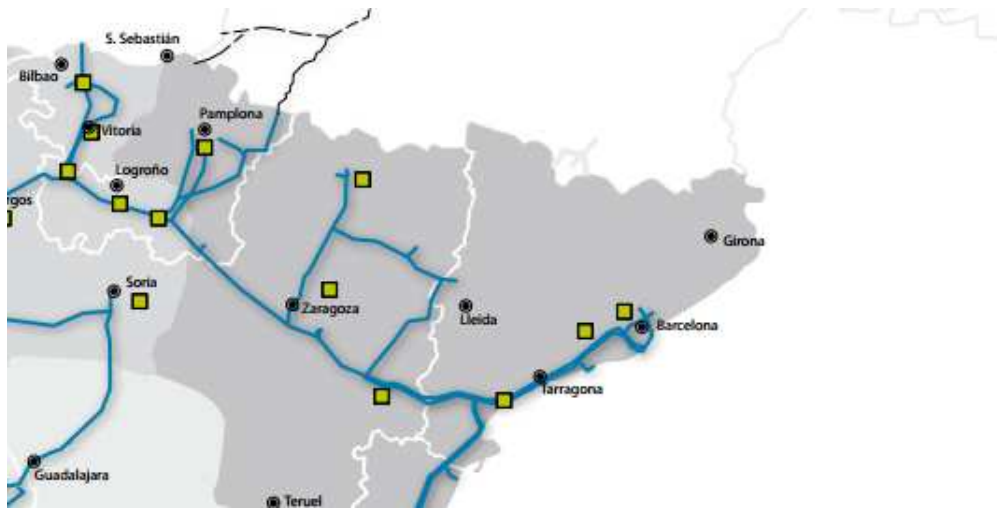 S. Sebastián
Bilbao
Pamplona
Vitoria
Logroño
rgos
Girona
Soria
Zaragoza
Lleida
Barcelona
Tarragona
Guadalajara
Teruel